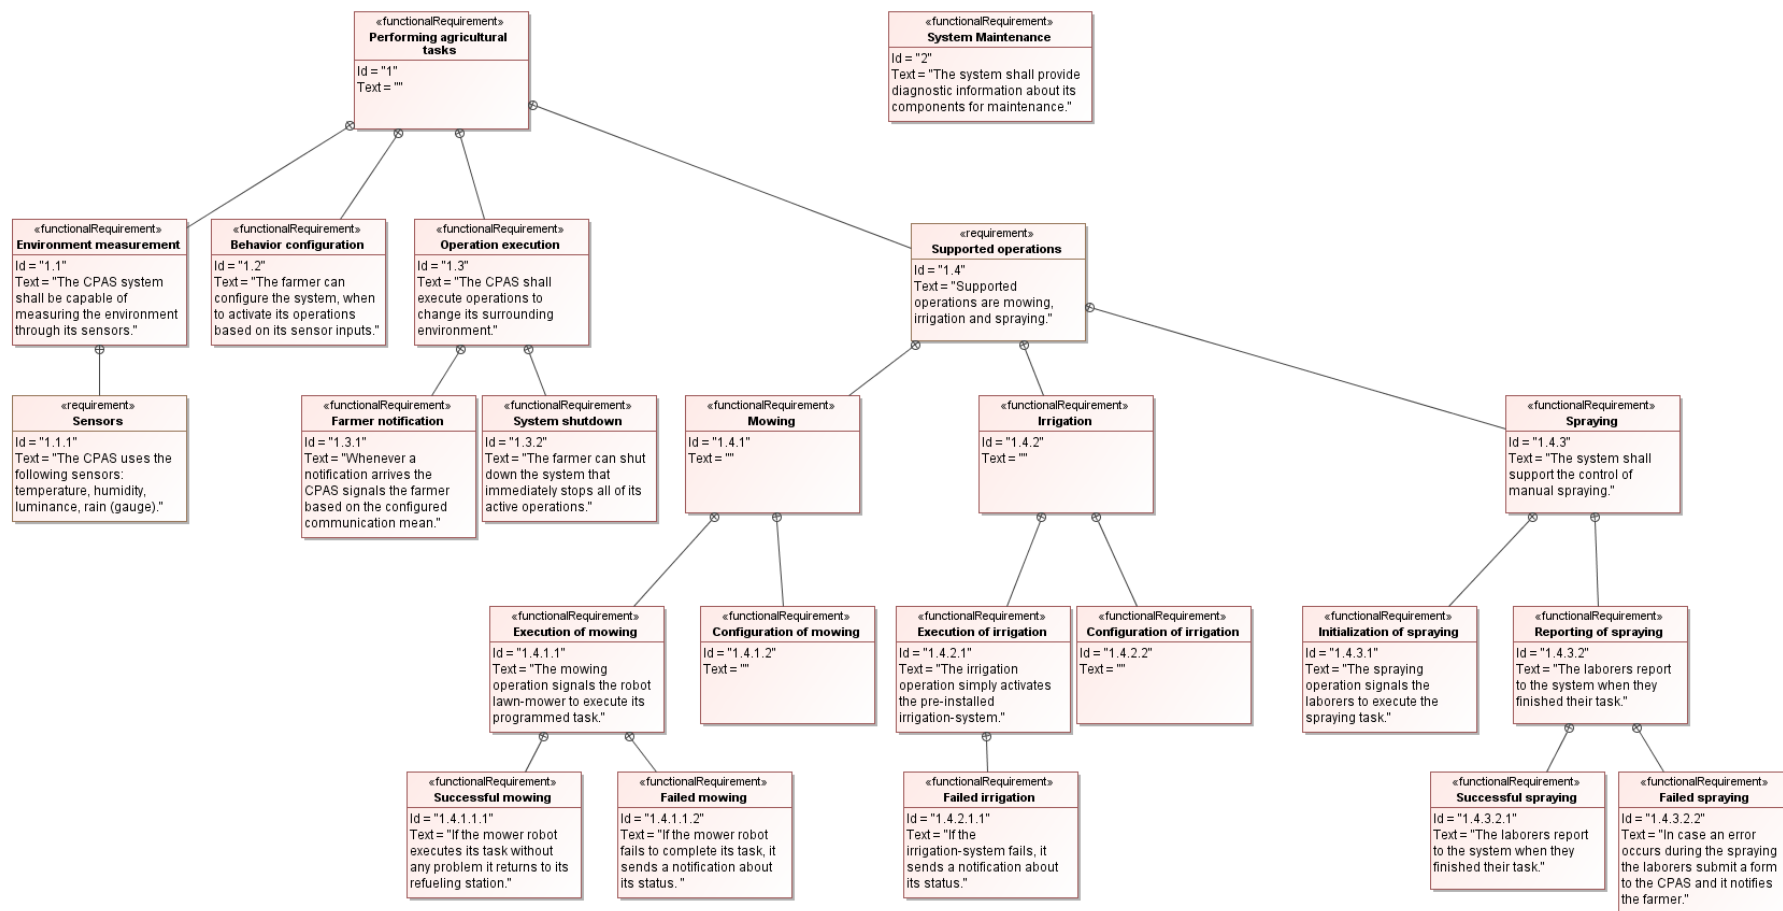 «functionalRequirement»
Performing agricultural
tasks
Id = "1"
Text = ""
«functionalRequirement»
System Maintenance
Id = "2"
Text = "The system shall provide
diagnostic information about its
components for maintenance."
«functionalRequirement»
Environment measurement
Id = "1.1"
Text = "The CPAS system
shall be capable of
measuring the environment
through its sensors."
«functionalRequirement»
Behavior configuration
Id = "1.2"
Text = "The farmer can
configure the system, when
to activate its operations
based on its sensor inputs."
«functionalRequirement»
Operation execution
Id = "1.3"
Text = "The CPAS shall
execute operations to
change its surrounding
environment."
«requirement»
Supported operations
Id = "1.4"
Text = "Supported
operations are mowing,
irrigation and spraying."
«requirement»
Sensors
Id = "1.1.1"
Text = "The CPAS uses the
following sensors:
temperature, humidity,
luminance, rain (gauge)."
«functionalRequirement»
Farmer notification
Id = "1.3.1"
Text = "Whenever a
notification arrives the
CPAS signals the farmer
based on the configured
communication mean."
«functionalRequirement»
System shutdown
Id = "1.3.2"
Text = "The farmer can shut
down the system that
immediately stops all of its
active operations."
«functionalRequirement»
Mowing
Id = "1.4.1"
Text = ""
«functionalRequirement»
Irrigation
Id = "1.4.2"
Text = ""
«functionalRequirement»
Spraying
Id = "1.4.3"
Text = "The system shall
support the control of
manual spraying."
«functionalRequirement»
Execution of mowing
Id = "1.4.1.1"
Text = "The mowing
operation signals the robot
lawn-mower to execute its
programmed task."
«functionalRequirement»
Configuration of mowing
Id = "1.4.1.2"
Text = ""
«functionalRequirement»
Execution of irrigation
Id = "1.4.2.1"
Text = "The irrigation
operation simply activates
the pre-installed
irrigation-system."
«functionalRequirement»
Configuration of irrigation
Id = "1.4.2.2"
Text = ""
«functionalRequirement»
Initialization of spraying
Id = "1.4.3.1"
Text = "The spraying
operation signals the
laborers to execute the
spraying task."
«functionalRequirement»
Reporting of spraying
Id = "1.4.3.2"
Text = "The laborers report
to the system when they
finished their task."
«functionalRequirement»
Successful mowing
Id = "1.4.1.1.1"
Text = "If the mower robot
executes its task without
any problem it returns to its
refueling station."
«functionalRequirement»
Failed mowing
Id = "1.4.1.1.2"
Text = "If the mower robot
fails to complete its task, it
sends a notification about
its status. "
«functionalRequirement»
Failed irrigation
Id = "1.4.2.1.1"
Text = "If the
irrigation-system fails, it
sends a notification about
its status."
«functionalRequirement»
Successful spraying
Id = "1.4.3.2.1"
Text = "The laborers report
to the system when they
finished their task."
«functionalRequirement»
Failed spraying
Id = "1.4.3.2.2"
Text = "In case an error
occurs during the spraying
the laborers submit a form
to the CPAS and it notifies
the farmer."